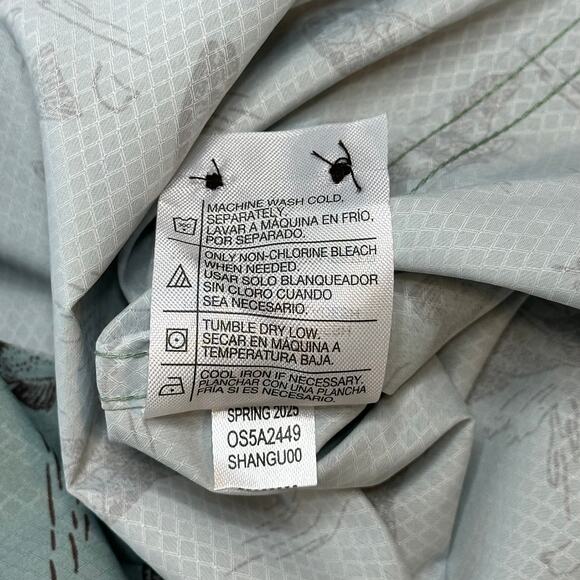 MACHINE WASH COLD,
SEPARATELY.
LAVAR A MÁQUINA EN FRÍO,
POR SEPARADO.
ONLY NON-CHLORINE BLEACH
WHEN NEEDED.
USAR SOLO BLANQUEADOR
SIN CLORO CUANDO
SEA NECESARIO.
TUMBLE DRY LOW.
SECAR EN MÁQUINA A
TEMPERATURA BAJA.
COOL IRON IF NECESSARY.
PLANCHAR CON UNA PLANCHA
FRÍA SI ES NECESARIO.
SPRING 2025
OS5A2449
SHANGU00